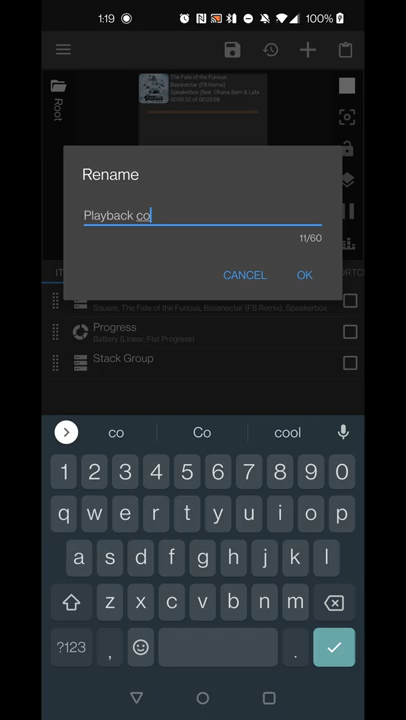 1:19
100%
The Fate of the Furious
Bassnectar (F8 Remix)
Speakerbox (feat. Ohana Bam & Lafa ...
Root
Rename
Playback co
11/60
CANCEL
OK
Square, The Fate of the Furious, Bassnectar (F8 Remix), Speakerbox
Progress
Battery (Linear, Flat Progress)
Stack Group
co
Co
cool
1 2 3 4 5 6 7 8 9 0
q w e r t y u i o p
a s d f g h j k l
z x c v b n m
?123 , .